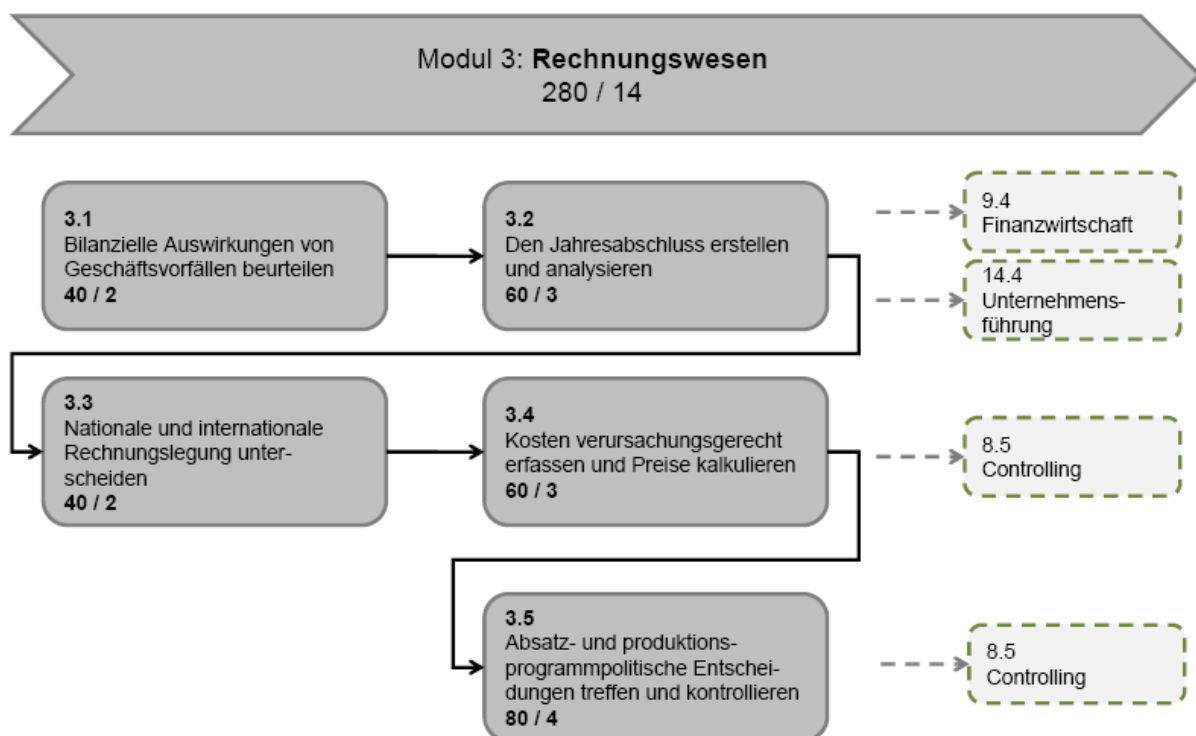 Modul 3: Rechnungswesen
280 / 14
3.1
Bilanzielle Auswirkungen von
Geschäftsvorfällen beurteilen
40 / 2
3.2
Den Jahresabschluss erstellen
und analysieren
60 / 3
9.4
Finanzwirtschaft
14.4
Unternehmens-
führung
3.3
Nationale und internationale
Rechnungslegung unter-
scheiden
40 / 2
3.4
Kosten verursachungsgerecht
erfassen und Preise kalkulieren
60 / 3
8.5
Controlling
3.5
Absatz- und produktions-
programmpolitische Entschei-
dungen treffen und kontrollieren
80 / 4
8.5
Controlling